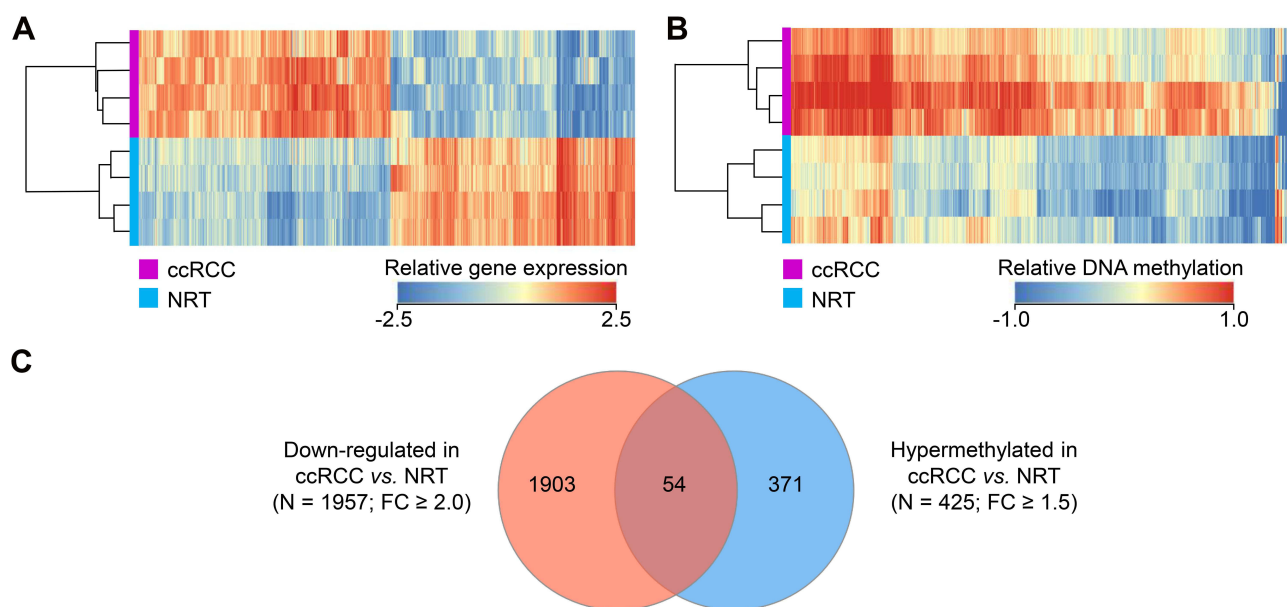 A
ccRCC
NRT
Relative gene expression
-2.5
2.5
B
ccRCC
NRT
Relative DNA methylation
-1.0
1.0
C
Down-regulated in
ccRCC vs. NRT
(N = 1957; FC ≥ 2.0)
1903
54
371
Hypermethylated in
ccRCC vs. NRT
(N = 425; FC ≥ 1.5)